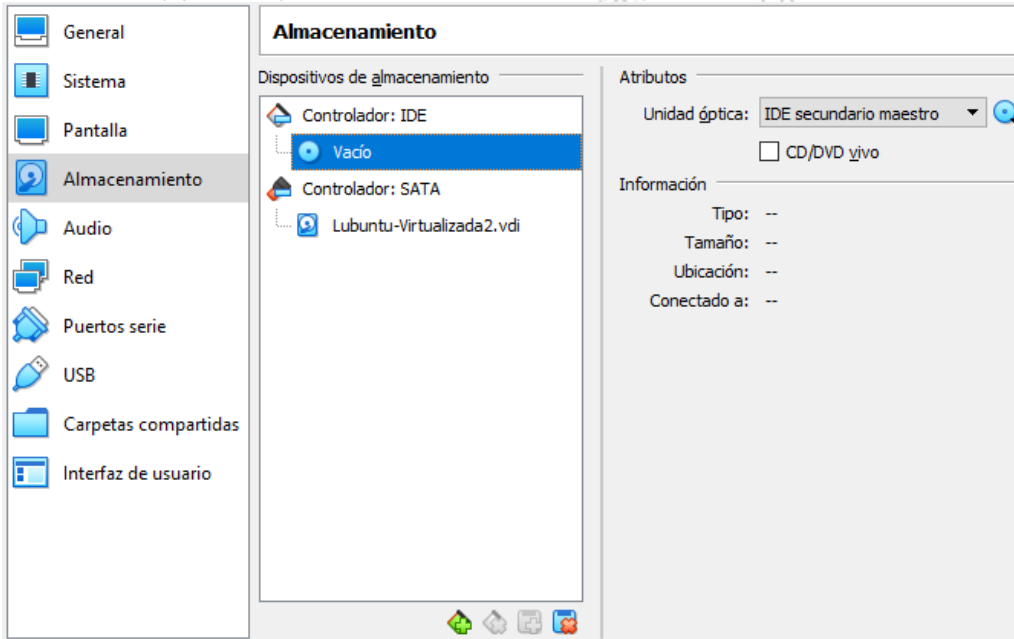 General
Sistema
Pantalla
Almacenamiento
Audio
Red
Puertos serie
USB
Carpetas compartidas
Interfaz de usuario
Almacenamiento
Dispositivos de almacenamiento
Controlador: IDE
Vacío
Controlador: SATA
Lubuntu-Virtualizada2.vdi
Atributos
Unidad óptica: IDE secundario maestro
CD/DVD vivo
Información
Tipo: --
Tamaño: --
Ubicación: --
Conectado a: --